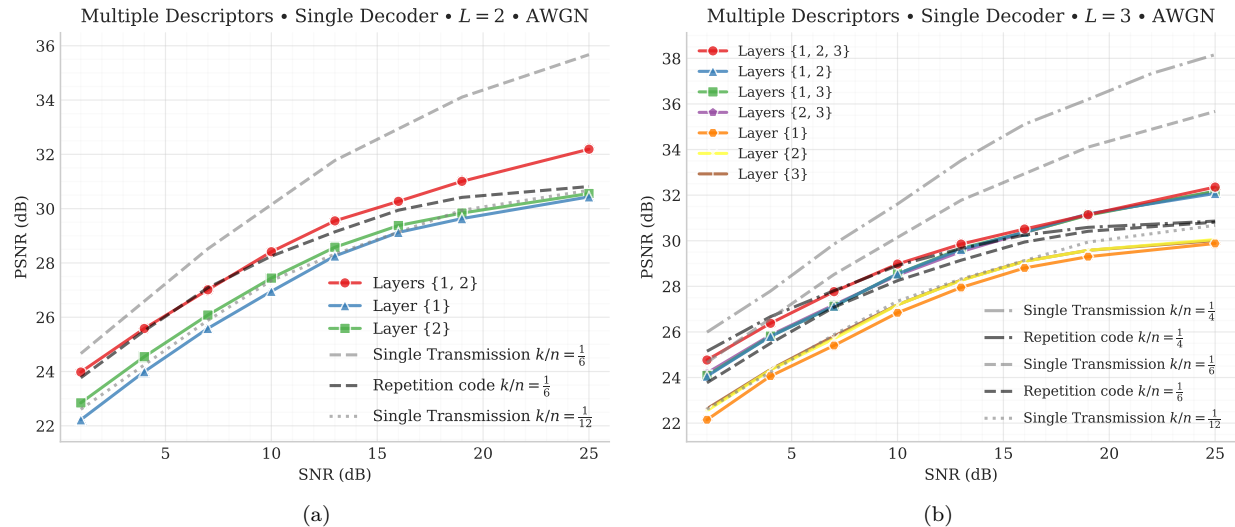 Multiple Descriptors • Single Decoder • L = 2 • AWGN
36
34
32
30
28
26
24
22
PSNR (dB)
5 10 15 20 25
SNR (dB)
Layers {1, 2}
Layer {1}
Layer {2}
Single Transmission k/n = 1/6
Repetition code k/n = 1/6
Single Transmission k/n = 1/12
(a)
Multiple Descriptors • Single Decoder • L = 3 • AWGN
38
36
34
32
30
28
26
24
22
PSNR (dB)
5 10 15 20 25
SNR (dB)
Layers {1, 2, 3}
Layers {1, 2}
Layers {1, 3}
Layers {2, 3}
Layer {1}
Layer {2}
Layer {3}
Single Transmission k/n = 1/4
Repetition code k/n = 1/4
Single Transmission k/n = 1/6
Repetition code k/n = 1/6
Single Transmission k/n = 1/12
(b)